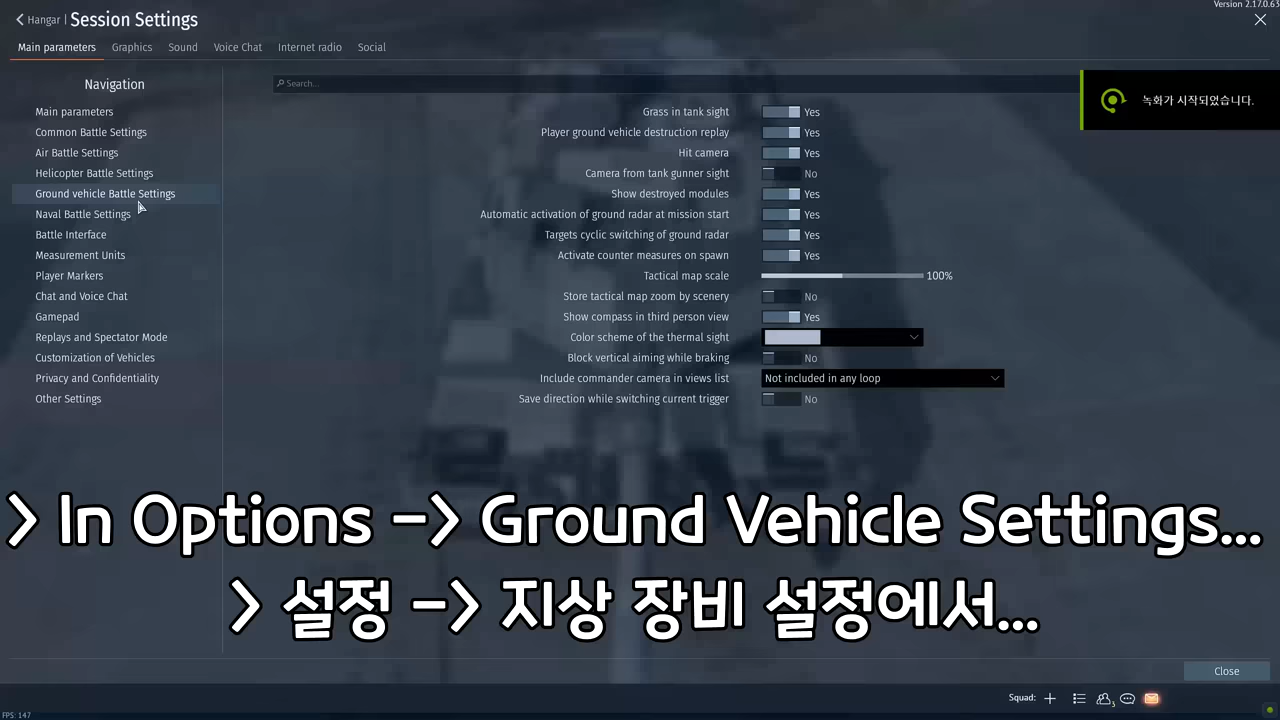 Version 2.17.0.63
Hangar | Session Settings
Main parameters Graphics Sound Voice Chat Internet radio Social
Navigation
Search...
녹화가 시작되었습니다.
Main parameters
Common Battle Settings
Air Battle Settings
Helicopter Battle Settings
Ground vehicle Battle Settings
Naval Battle Settings
Battle Interface
Measurement Units
Player Markers
Chat and Voice Chat
Gamepad
Replays and Spectator Mode
Customization of Vehicles
Privacy and Confidentiality
Other Settings
Grass in tank sight Yes
Player ground vehicle destruction replay Yes
Hit camera Yes
Camera from tank gunner sight No
Show destroyed modules Yes
Automatic activation of ground radar at mission start Yes
Targets cyclic switching of ground radar Yes
Activate counter measures on spawn Yes
Tactical map scale 100%
Store tactical map zoom by scenery No
Show compass in third person view Yes
Color scheme of the thermal sight
Block vertical aiming while braking No
Include commander camera in views list Not included in any loop
Save direction while switching current trigger No
> In Options -> Ground Vehicle Settings...
> 설정 -> 지상 장비 설정에서...
Close
Squad: + 3
FPS: 147